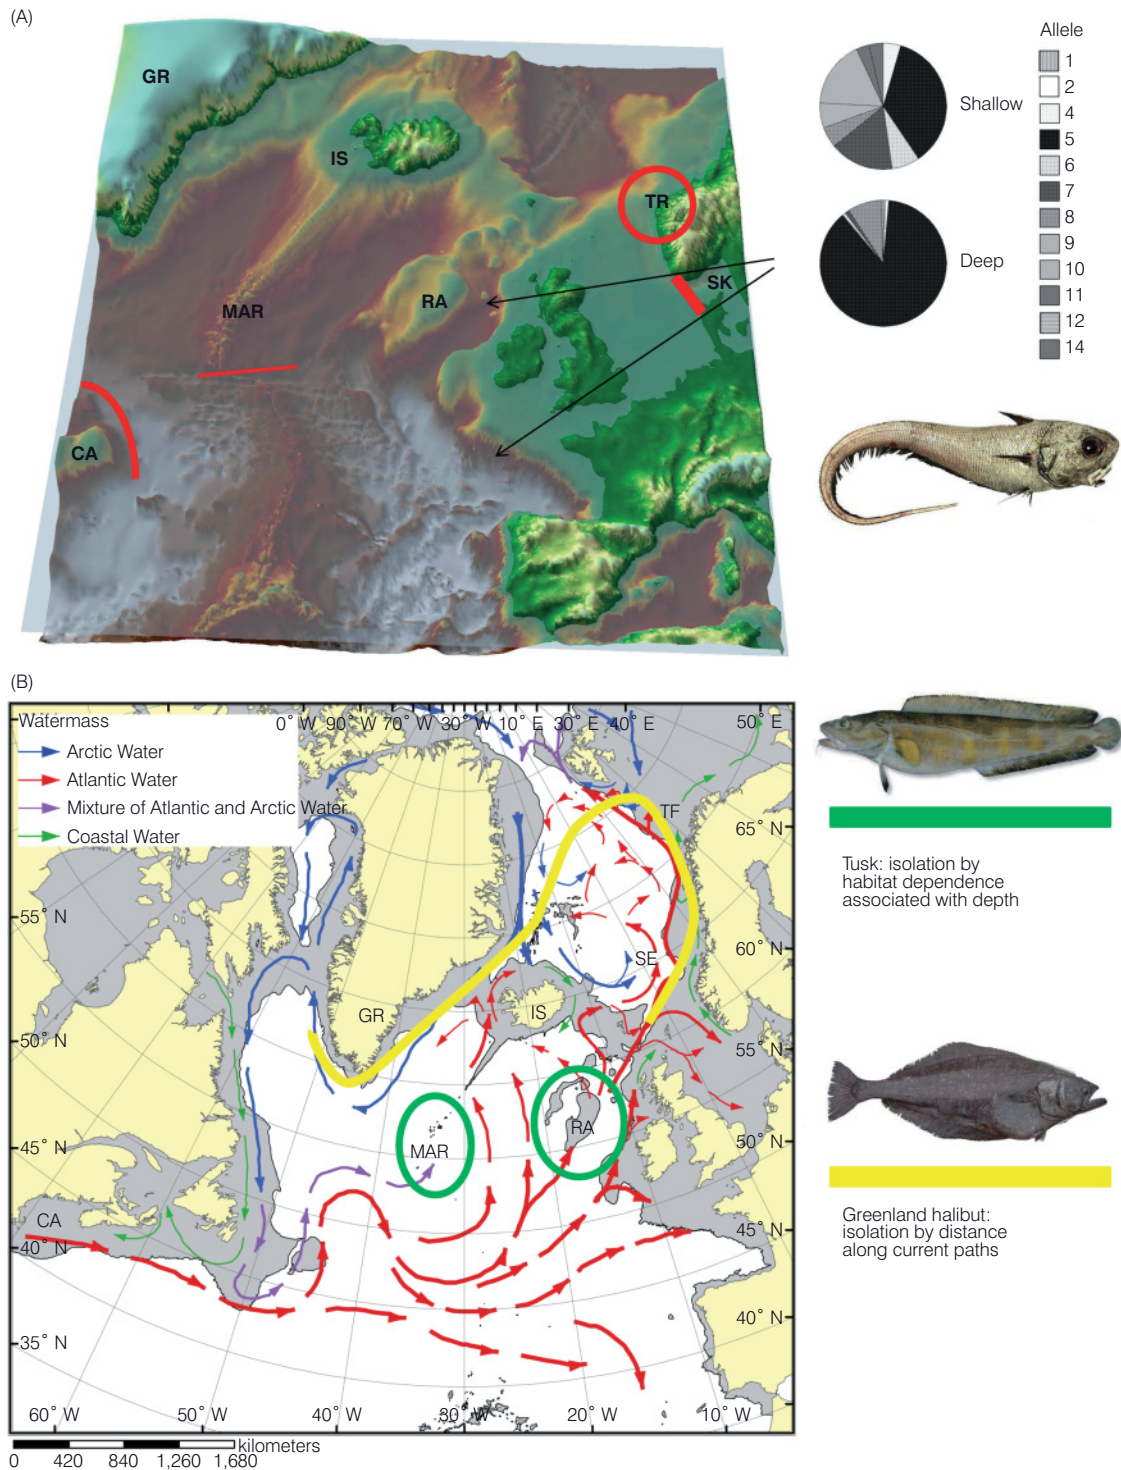 (A)
GR
IS
TR
SK
RA
MAR
CA
Shallow
Deep
Allele
1
2
4
5
6
7
8
9
10
11
12
14
(B)
Watermass
Arctic Water
Atlantic Water
Mixture of Atlantic and Arctic Water
Coastal Water
0° W 90° W 70° W 30° W 10° E 30° E 40° E 50° E
TF
65° N
55° N
60° N
SE
GR
IS
50° N
55° N
MAR
RA
50° N
45° N
CA
45° N
40° N
40° N
35° N
60° W 50° W 40° W 30° W 20° W 10° W
kilometers
0 420 840 1,260 1,680
Tusk: isolation by
habitat dependence
associated with depth
Greenland halibut:
isolation by distance
along current paths